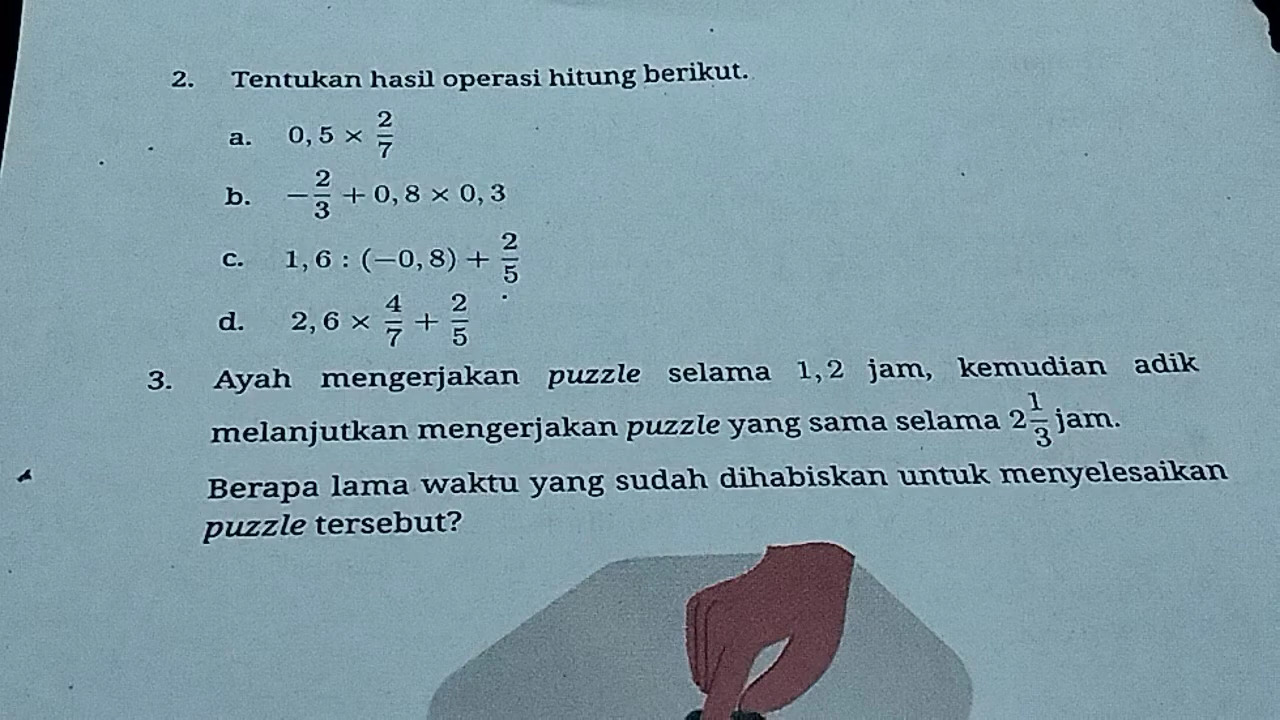 2. Tentukan hasil operasi hitung berikut.
a. 0,5 × 2/7
b. −2/3 + 0,8 × 0,3
c. 1,6 : (−0,8) + 2/5
d. 2,6 × 4/7 + 2/5
3. Ayah mengerjakan puzzle selama 1,2 jam, kemudian adik
melanjutkan mengerjakan puzzle yang sama selama 2 1/3 jam.
Berapa lama waktu yang sudah dihabiskan untuk menyelesaikan
puzzle tersebut?